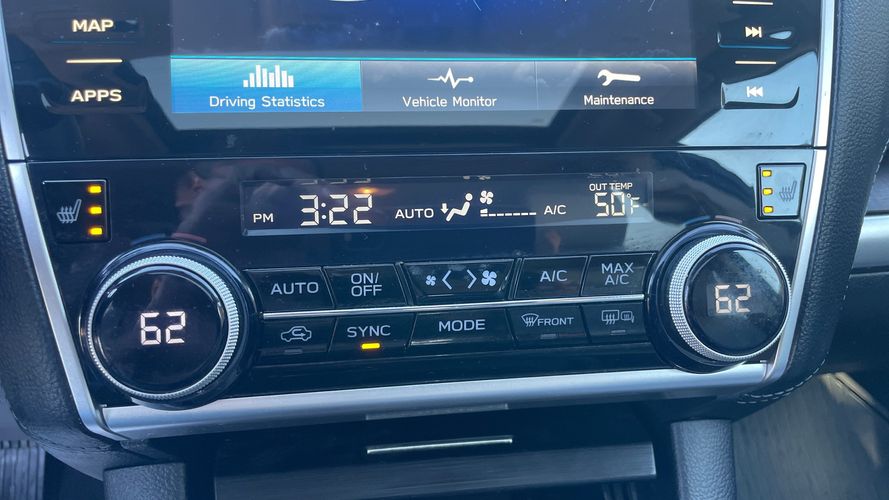 MAP
APPS
Driving Statistics
Vehicle Monitor
Maintenance
PM 3:22 AUTO A/C OUT TEMP 50°F
AUTO ON/OFF A/C MAX A/C
62 62
SYNC MODE FRONT